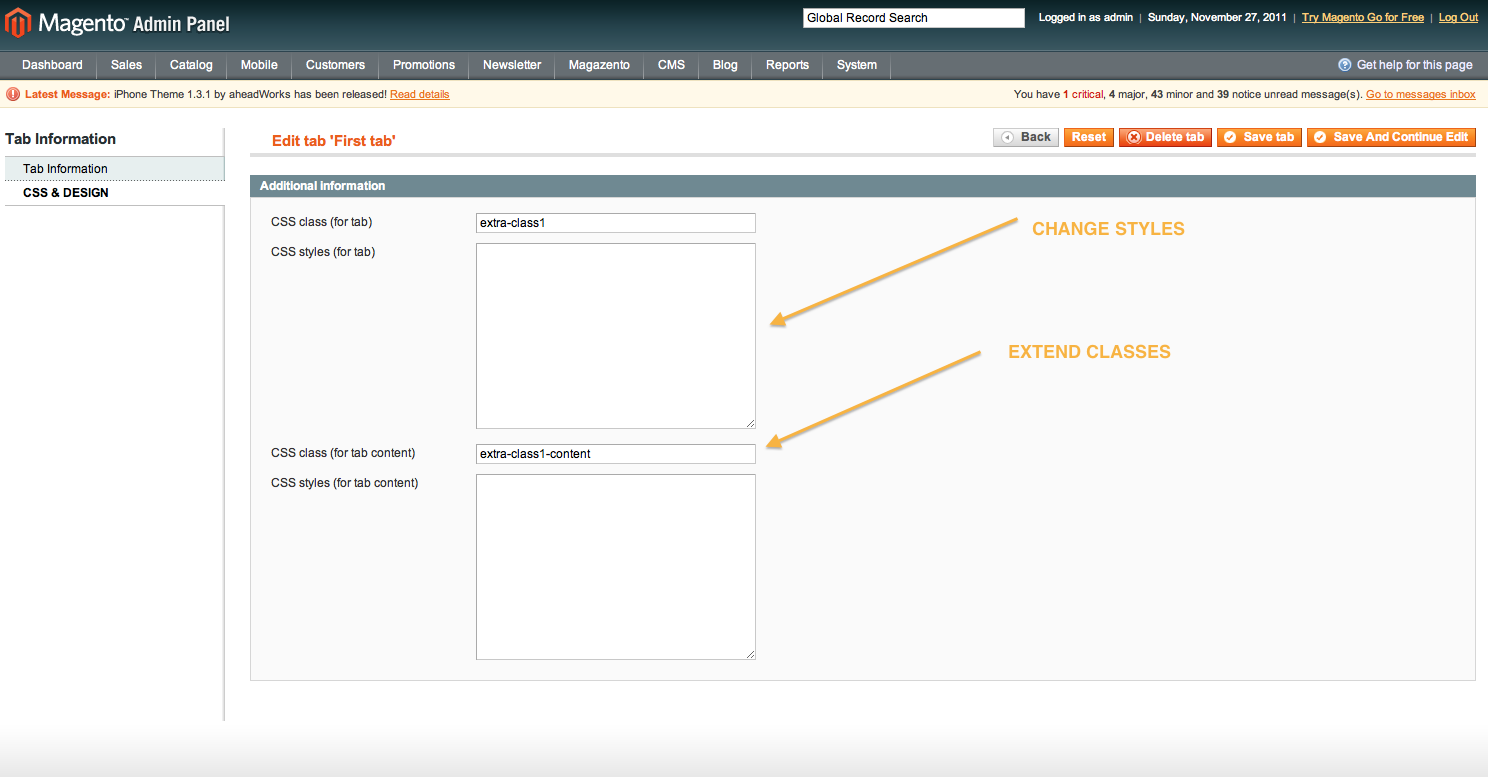 Magento Admin Panel
Global Record Search
Logged in as admin | Sunday, November 27, 2011 | Try Magento Go for Free | Log Out
Dashboard Sales Catalog Mobile Customers Promotions Newsletter Magazento CMS Blog Reports System
Get help for this page
Latest Message: iPhone Theme 1.3.1 by aheadWorks has been released! Read details
You have 1 critical, 4 major, 43 minor and 39 notice unread message(s). Go to messages inbox
Tab Information
Tab Information
CSS & DESIGN
Edit tab 'First tab'
Back Reset Delete tab Save tab Save And Continue Edit
Additional information
CSS class (for tab)
extra-class1
CHANGE STYLES
CSS styles (for tab)
EXTEND CLASSES
CSS class (for tab content)
extra-class1-content
CSS styles (for tab content)